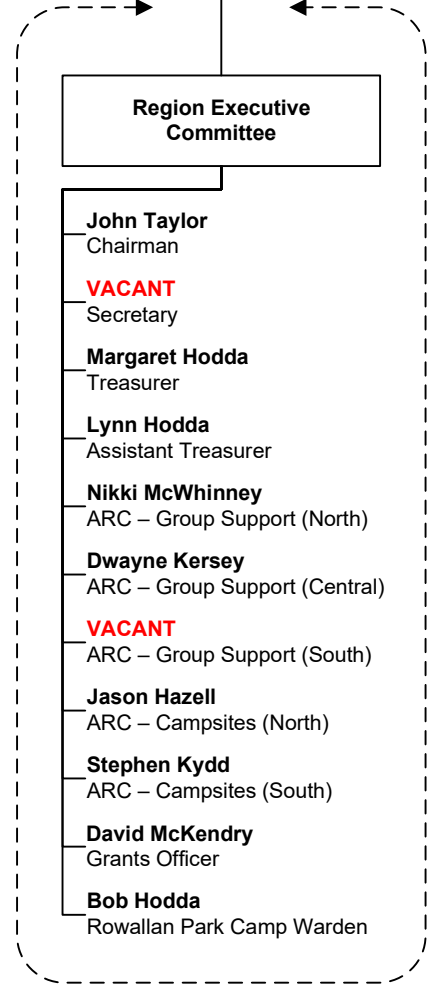 Region Executive
Committee
John Taylor
Chairman
VACANT
Secretary
Margaret Hodda
Treasurer
Lynn Hodda
Assistant Treasurer
Nikki McWhinney
ARC – Group Support (North)
Dwayne Kersey
ARC – Group Support (Central)
VACANT
ARC – Group Support (South)
Jason Hazell
ARC – Campsites (North)
Stephen Kydd
ARC – Campsites (South)
David McKendry
Grants Officer
Bob Hodda
Rowallan Park Camp Warden